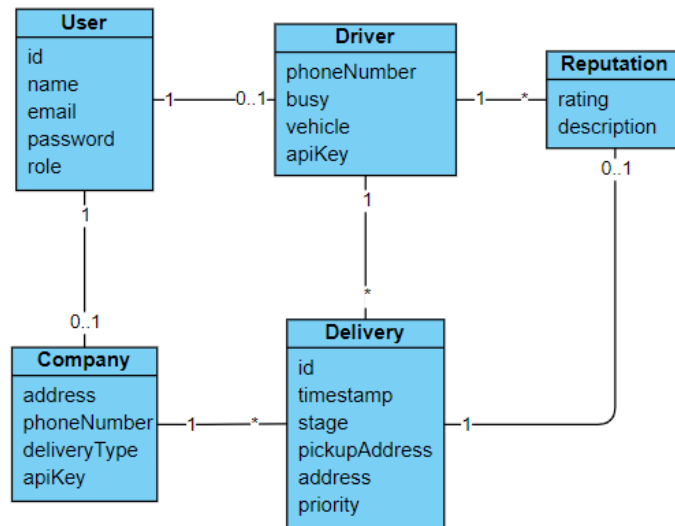 User
id
name
email
password
role
1
0..1
Driver
phoneNumber
busy
vehicle
apiKey
1
*
Reputation
rating
description
0..1
1
0..1
1
*
Company
address
phoneNumber
deliveryType
apiKey
1
*
Delivery
id
timestamp
stage
pickupAddress
address
priority
1